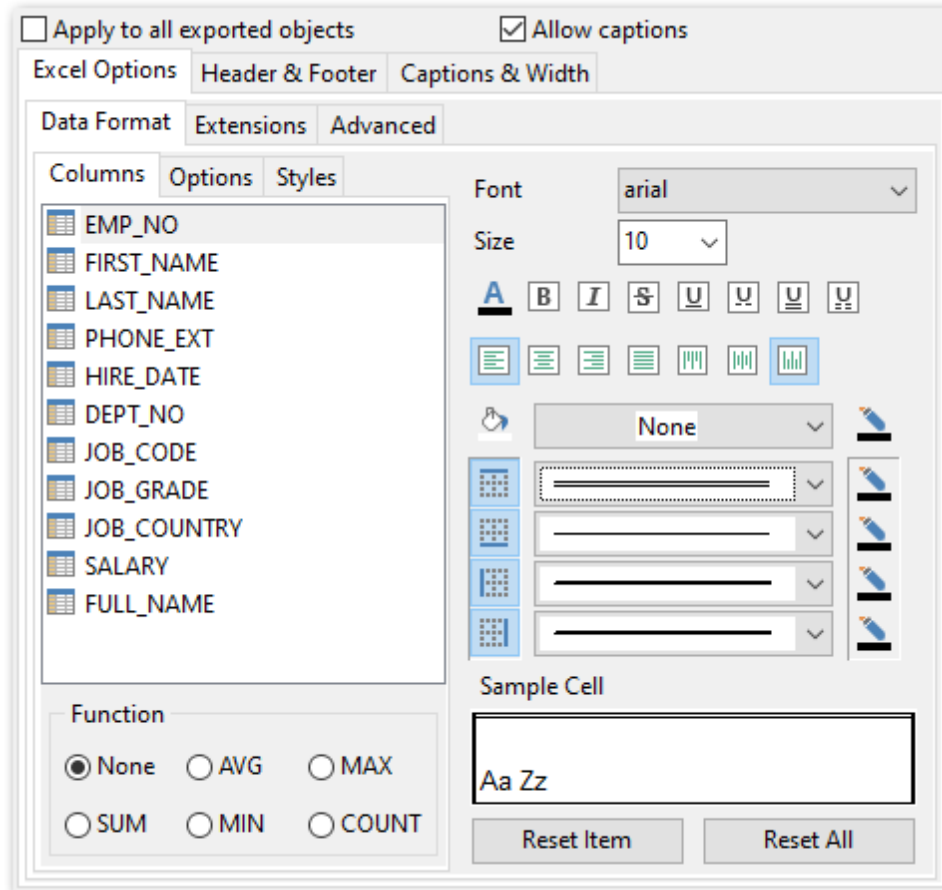 Apply to all exported objects
Allow captions
Excel Options
Header & Footer
Captions & Width
Data Format
Extensions
Advanced
Columns
Options
Styles
EMP_NO
FIRST_NAME
LAST_NAME
PHONE_EXT
HIRE_DATE
DEPT_NO
JOB_CODE
JOB_GRADE
JOB_COUNTRY
SALARY
FULL_NAME
Function
None
AVG
MAX
SUM
MIN
COUNT
Font
arial
Size
10
A B I S U U U U
None
Sample Cell
Aa Zz
Reset Item
Reset All